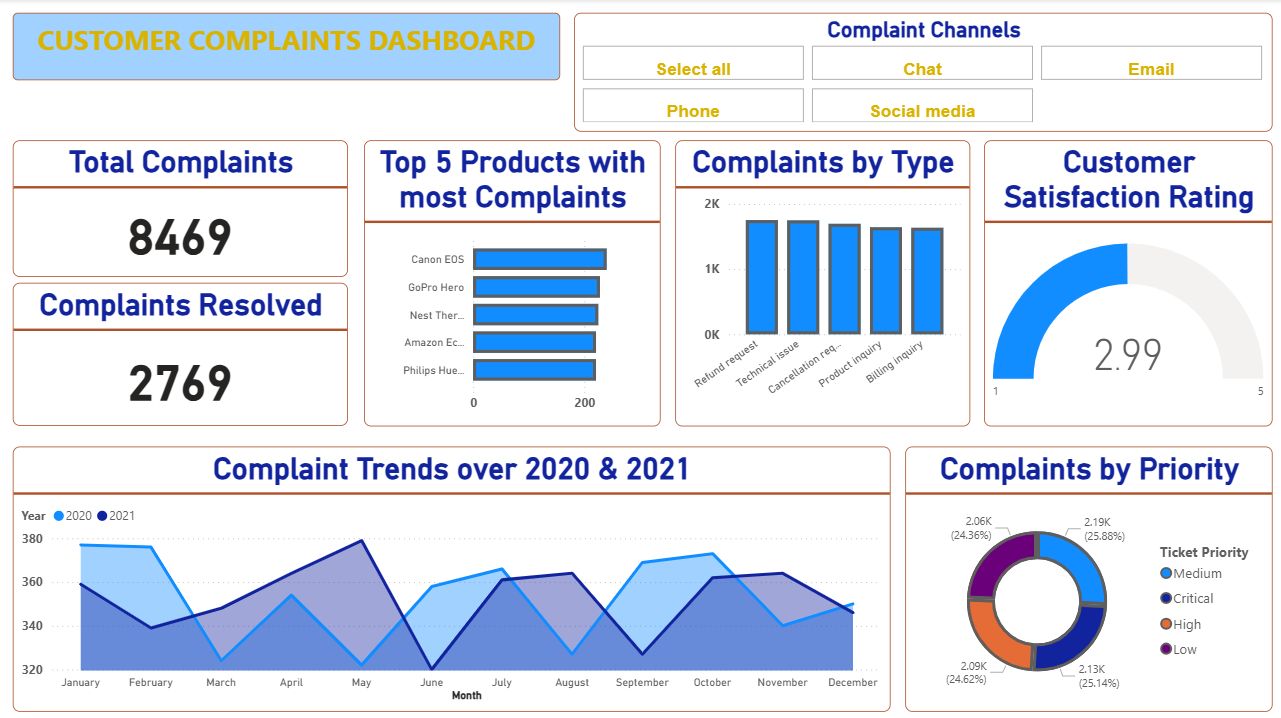 CUSTOMER COMPLAINTS DASHBOARD
Complaint Channels
Select all
Chat
Email
Phone
Social media
Total Complaints
8469
Complaints Resolved
2769
Top 5 Products with
most Complaints
Canon EOS
GoPro Hero
Nest Ther...
Amazon Ec...
Philips Hue...
0 200
Complaints by Type
2K
1K
0K
Refund request
Technical issue
Cancellation req...
Product inquiry
Billing inquiry
Customer
Satisfaction Rating
2.99
1 5
Complaint Trends over 2020 & 2021
Year 2020 2021
380
360
340
320
January February March April May June July August September October November December
Month
Complaints by Priority
2.06K
(24.36%)
2.19K
(25.88%)
2.09K
(24.62%)
2.13K
(25.14%)
Ticket Priority
Medium
Critical
High
Low